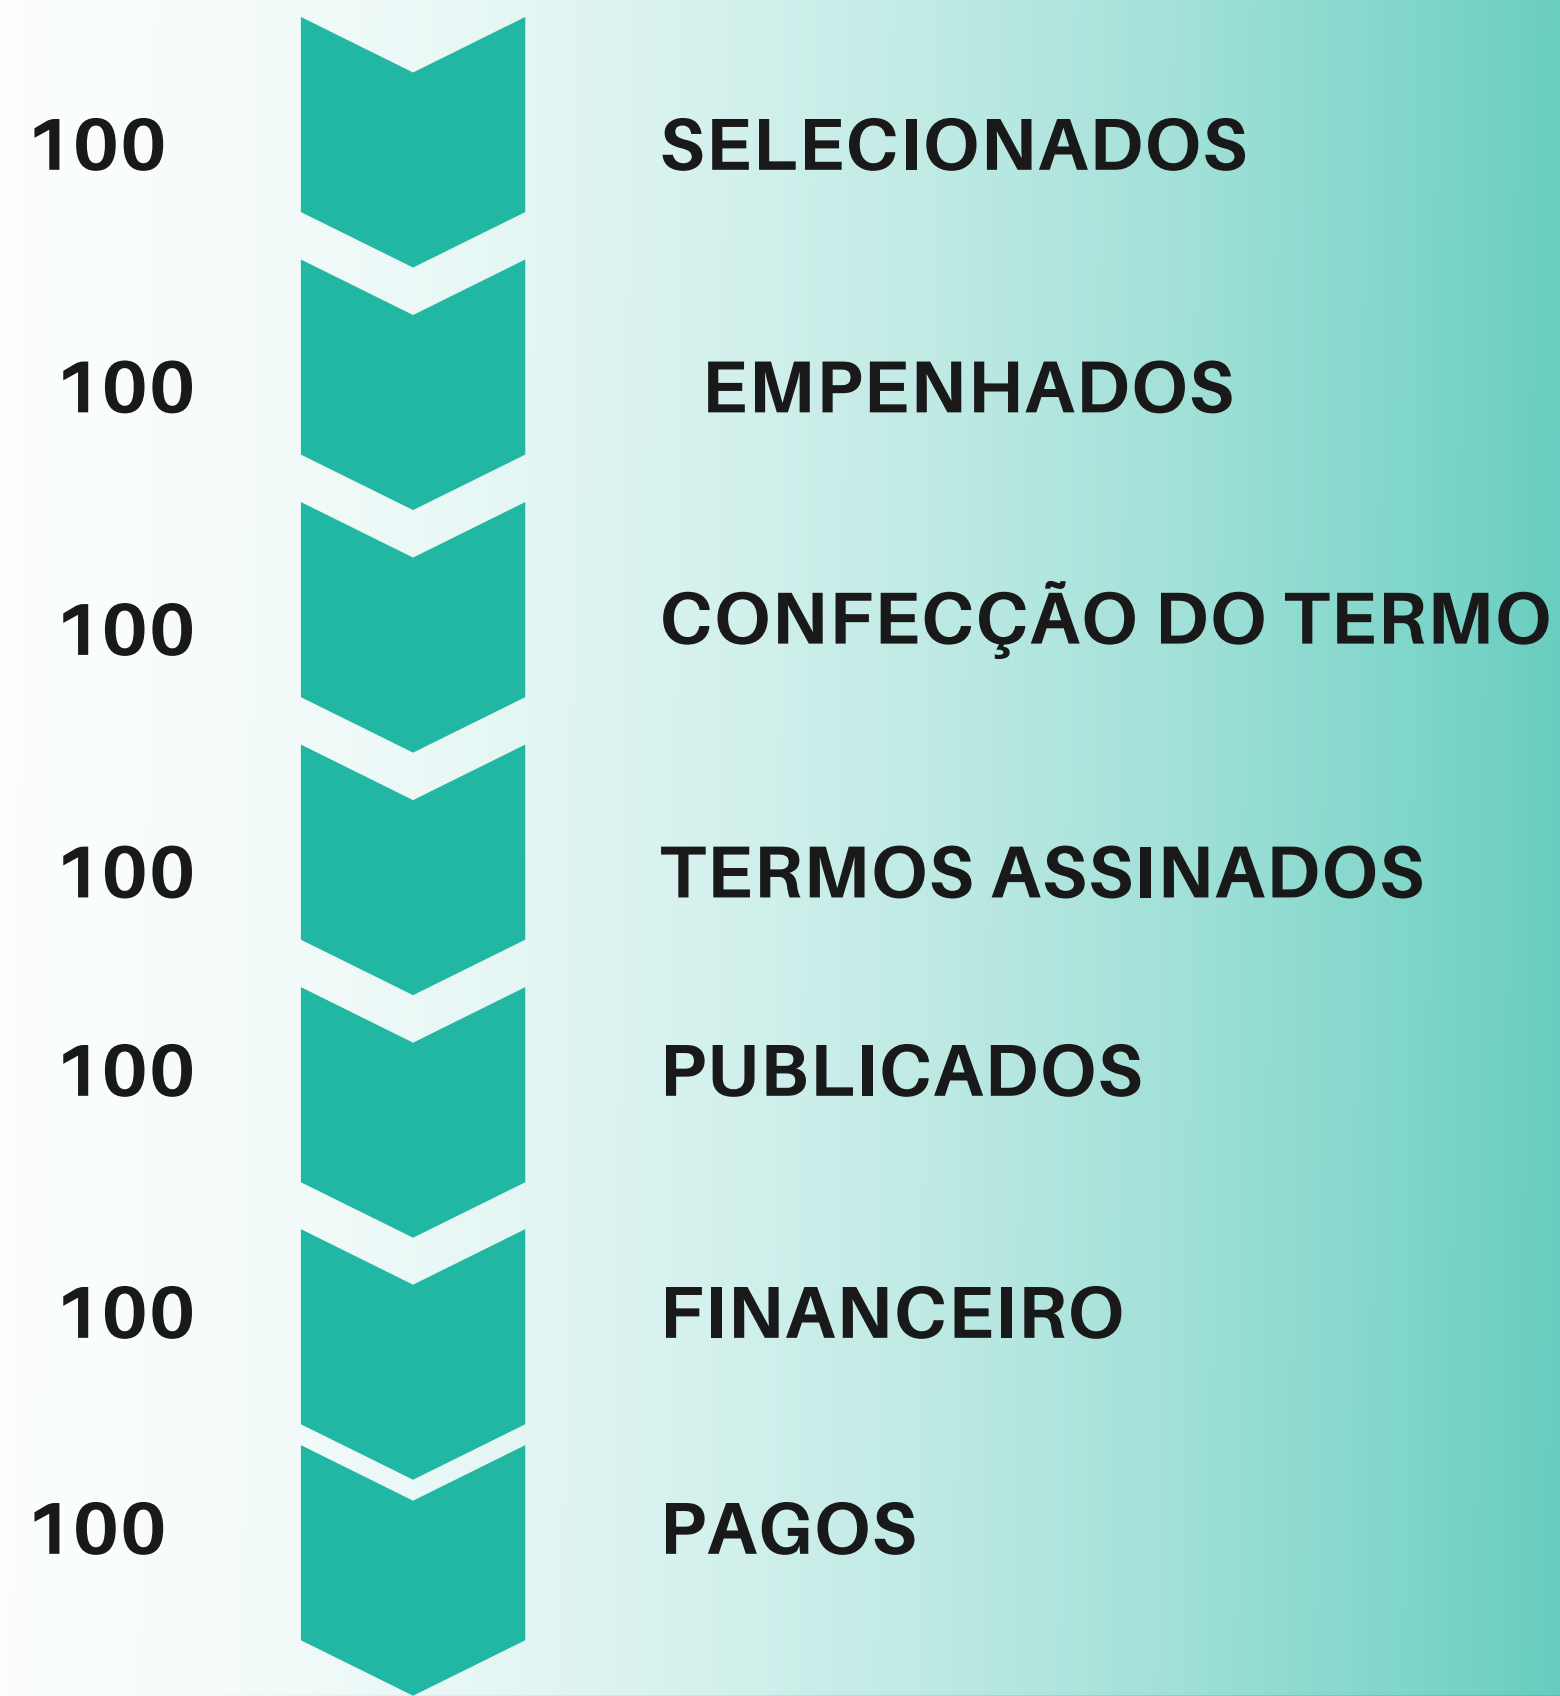 100 SELECIONADOS
100 EMPENHADOS
100 CONFECÇÃO DO TERMO
100 TERMOS ASSINADOS
100 PUBLICADOS
100 FINANCEIRO
100 PAGOS